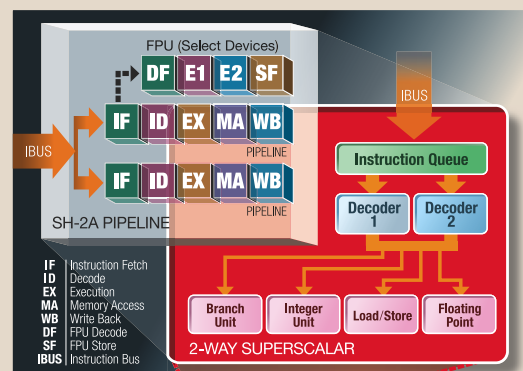 FPU (Select Devices)
DF E1 E2 SF
IBUS
IF ID EX MA WB
PIPELINE
IF ID EX MA WB
PIPELINE
SH-2A PIPELINE
IF Instruction Fetch
ID Decode
EX Execution
MA Memory Access
WB Write Back
DF FPU Decode
SF FPU Store
IBUS Instruction Bus
IBUS
Instruction Queue
Decoder
1
Decoder
2
Branch
Unit
Integer
Unit
Load/Store
Floating
Point
2-WAY SUPERSCALAR